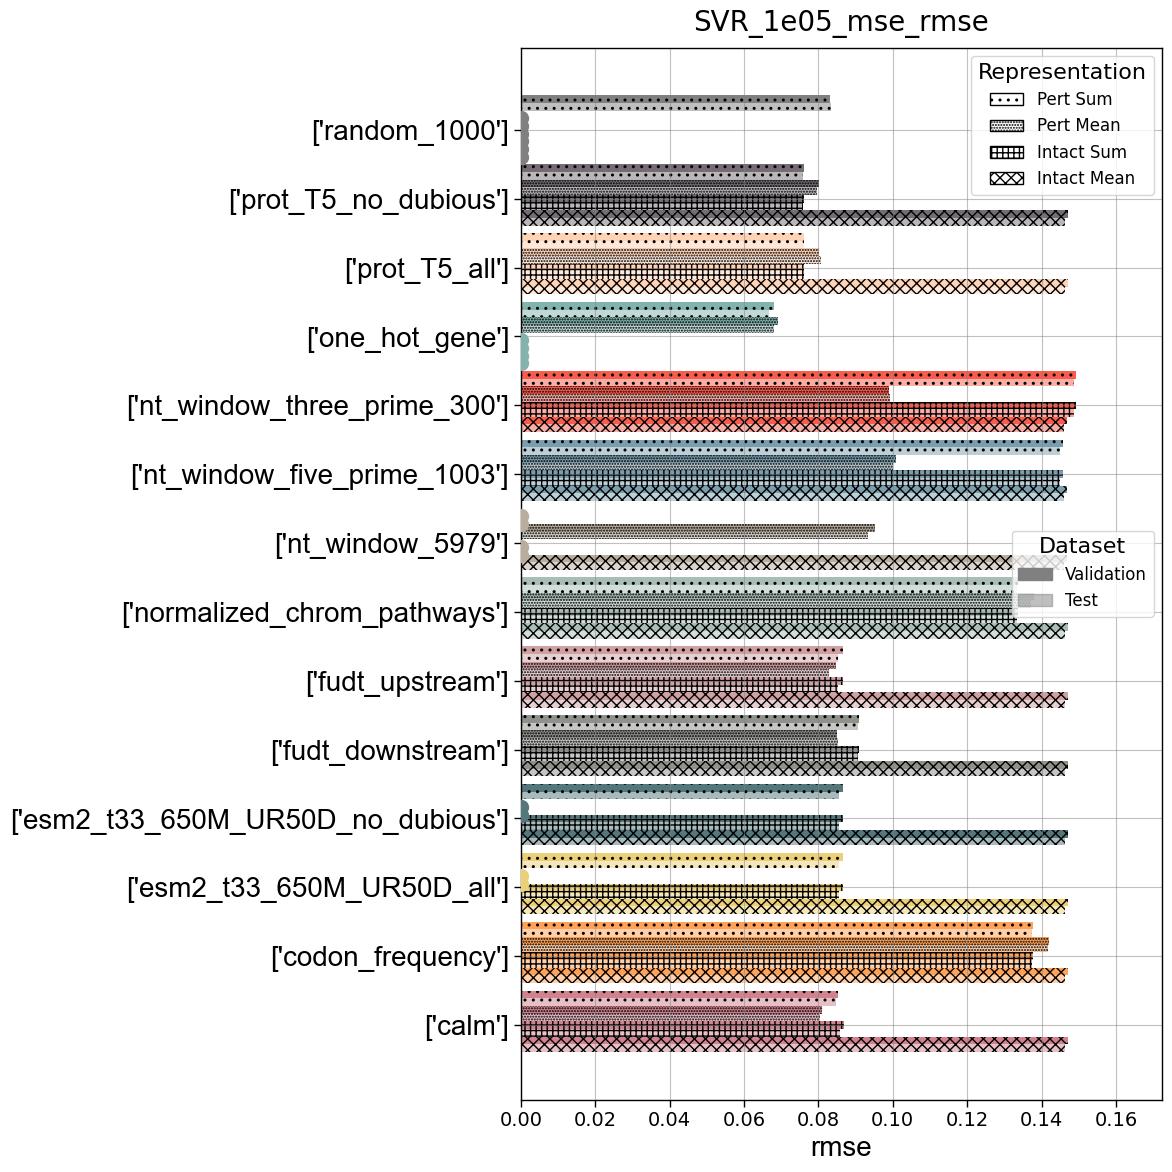 SVR_1e05_mse_rmse
Representation
Pert Sum
Pert Mean
Intact Sum
Intact Mean
['random_1000']
['prot_T5_no_dubious']
['prot_T5_all']
['one_hot_gene']
['nt_window_three_prime_300']
['nt_window_five_prime_1003']
['nt_window_5979']
['normalized_chrom_pathways']
['fudt_upstream']
['fudt_downstream']
['esm2_t33_650M_UR50D_no_dubious']
['esm2_t33_650M_UR50D_all']
['codon_frequency']
['calm']
Dataset
Validation
Test
0.00 0.02 0.04 0.06 0.08 0.10 0.12 0.14 0.16
rmse